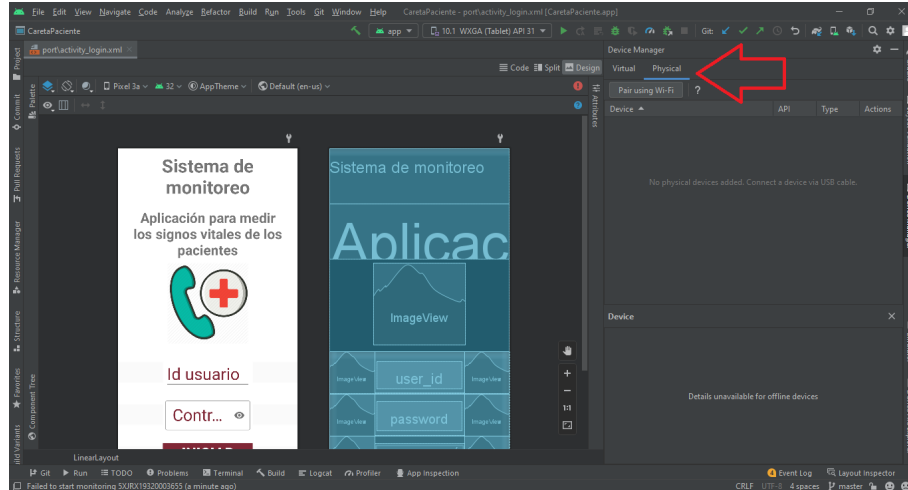 File Edit View Navigate Code Analyze Refactor Build Run Tools Git Window Help CaretaPaciente - port\activity_login.xml [CaretaPaciente.app]
CaretaPaciente
app
10.1 WXGA (Tablet) API 31
Git:
port\activity_login.xml
Code Split Design
Pixel 3a
32
AppTheme
Default (en-us)
Project
Commit
Pull Requests
Resource Manager
Structure
Favorites
Palette
Component Tree
Attributes
Sistema de
monitoreo
Aplicación para medir
los signos vitales de los
pacientes
Id usuario
Contr...
Sistema de monitoreo
Aplicac
ImageView
ImageView user_id ImageView
ImageView password ImageView
1:1
LinearLayout
Device Manager
Virtual Physical
Pair using Wi-Fi ?
Device API Type Actions
No physical devices added. Connect a device via USB cable.
Device
Details unavailable for offline devices
Git Run TODO Problems Terminal Build Logcat Profiler App Inspection Event Log Layout Inspector
Failed to start monitoring 5XJRX19320003655 (a minute ago) CRLF UTF-8 4 spaces master